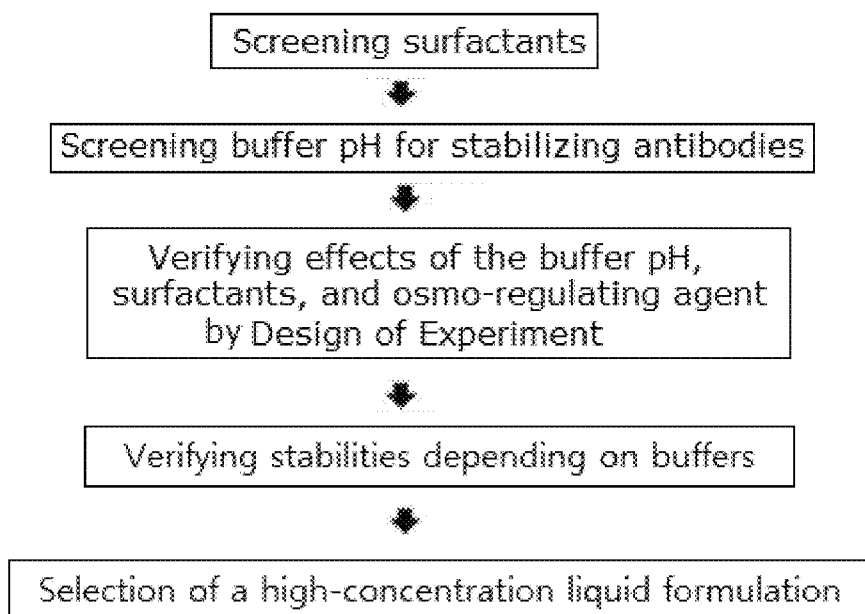 Screening surfactants
Screening buffer pH for stabilizing antibodies
Verifying effects of the buffer pH,
surfactants, and osmo-regulating agent
by Design of Experiment
Verifying stabilities depending on buffers
Selection of a high-concentration liquid formulation